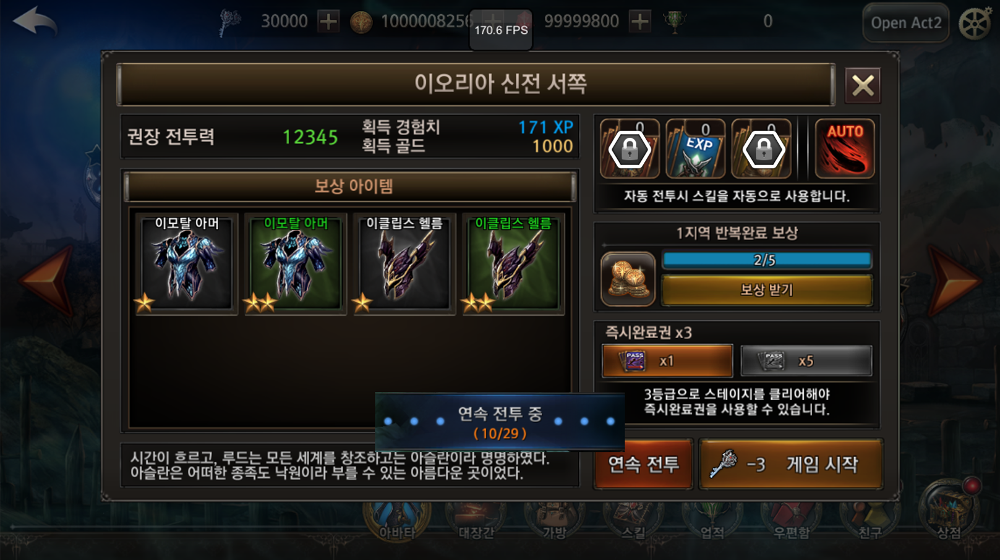 30000
1000008256
99999800
0
Open Act2
170.6 FPS
이오리아 신전 서쪽
권장 전투력 12345
획득 경험치 171 XP
획득 골드 1000
0
0
0
EXP
AUTO
자동 전투시 스킬을 자동으로 사용합니다.
보상 아이템
이모탈 아머
이모탈 아머
이클립스 헬름
이클립스 헬름
1지역 반복완료 보상
2/5
보상 받기
즉시완료권 x3
PASS x1
PASS x5
3등급으로 스테이지를 클리어해야
즉시완료권을 사용할 수 있습니다.
연속 전투 중
(10/29)
시간이 흐르고, 루드는 모든 세계를 창조하고는 아슬란이라 명명하였다.
아슬란은 어떠한 종족도 낙원이라 부를 수 있는 아름다운 곳이었다.
연속 전투
-3 게임 시작
아바타
대장간
가방
스킬
업적
우편함
친구
상점